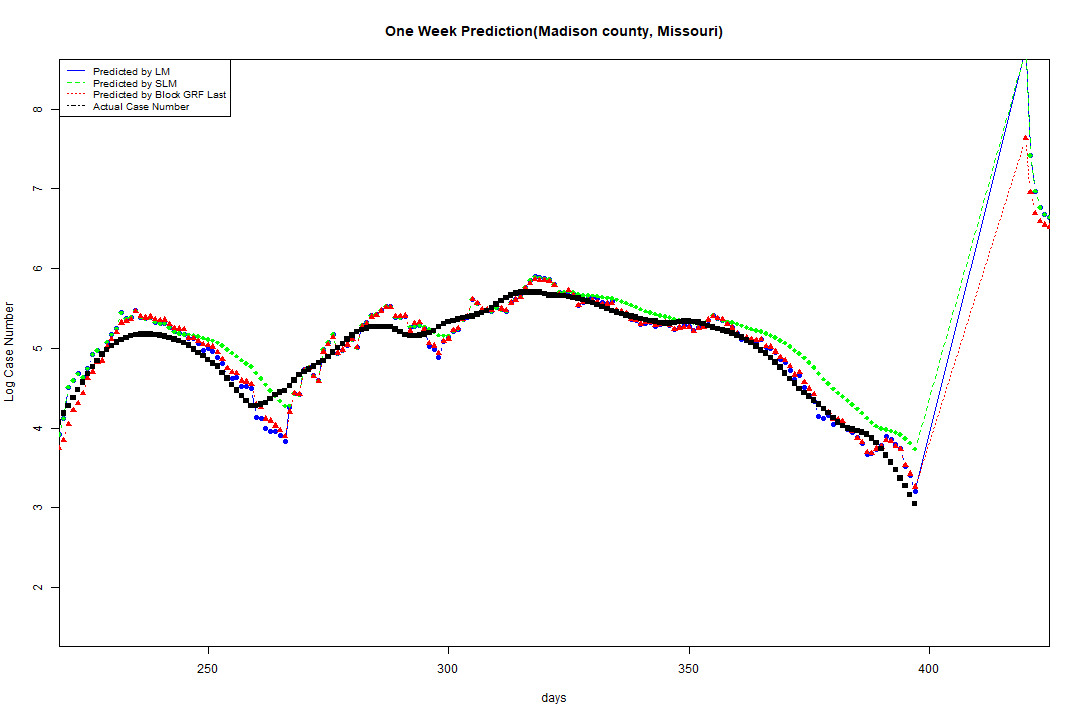 One Week Prediction(Madison county, Missouri)
Predicted by LM
Predicted by SLM
Predicted by Block GRF Last
Actual Case Number
8
7
6
5
4
3
2
Log Case Number
250
300
350
400
days